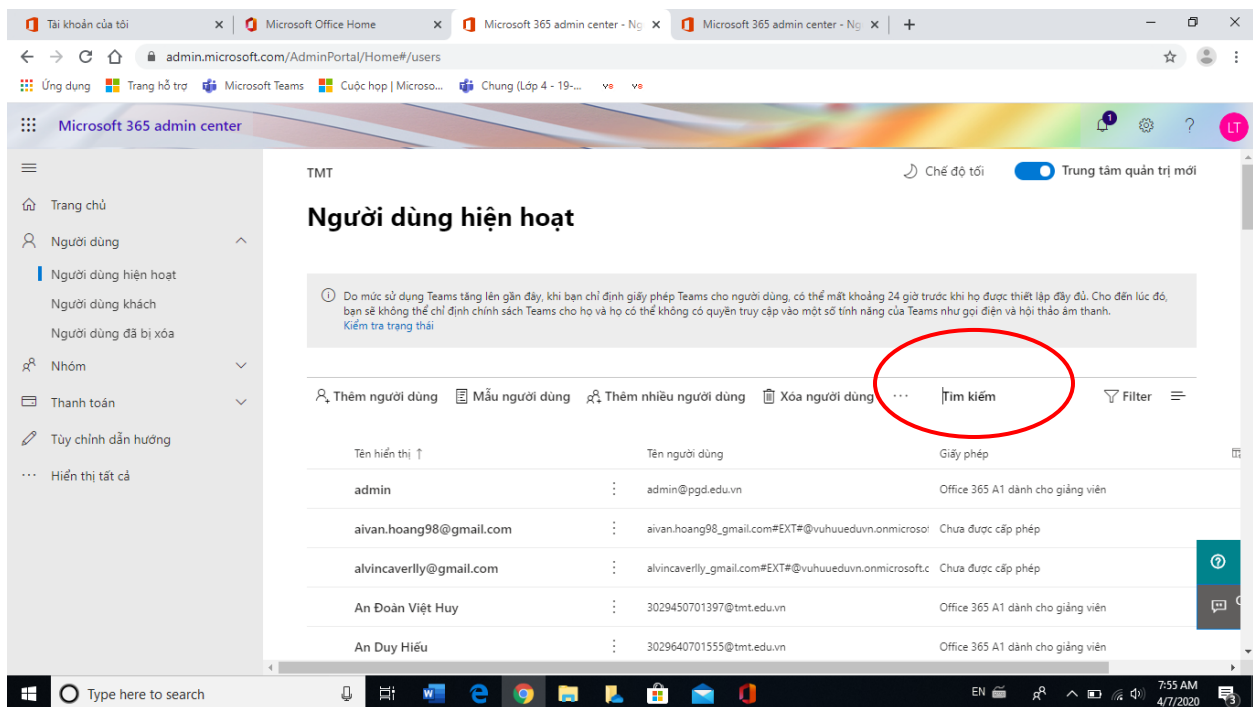 Tài khoản của tôi
Microsoft Office Home
Microsoft 365 admin center - Ng
Microsoft 365 admin center - Ng
admin.microsoft.com/AdminPortal/Home#/users
Ứng dụng Trang hỗ trợ Microsoft Teams Cuộc họp | Microso... Chung (Lớp 4 - 19-...
Microsoft 365 admin center
1
LT
TMT
Chế độ tối
Trung tâm quản trị mới
Trang chủ
Người dùng
Người dùng hiện hoạt
Người dùng khách
Người dùng đã bị xóa
Nhóm
Thanh toán
Tùy chỉnh dẫn hướng
Hiển thị tất cả
Người dùng hiện hoạt
Do mức sử dụng Teams tăng lên gần đây, khi bạn chỉ định giấy phép Teams cho người dùng, có thể mất khoảng 24 giờ trước khi họ được thiết lập đầy đủ. Cho đến lúc đó,
bạn sẽ không thể chỉ định chính sách Teams cho họ và họ có thể không có quyền truy cập vào một số tính năng của Teams như gọi điện và hội thảo âm thanh.
Kiểm tra trạng thái
Thêm người dùng Mẫu người dùng Thêm nhiều người dùng Xóa người dùng ... Tìm kiếm Filter
Tên hiển thị ↑ Tên người dùng Giấy phép
admin admin@pgd.edu.vn Office 365 A1 dành cho giảng viên
aivan.hoang98@gmail.com aivan.hoang98_gmail.com#EXT#@vuhuueduvn.onmicrosof Chưa được cấp phép
alvincaverlly@gmail.com alvincaverlly_gmail.com#EXT#@vuhuueduvn.onmicrosoft.c Chưa được cấp phép
An Đoàn Việt Huy 3029450701397@tmt.edu.vn Office 365 A1 dành cho giảng viên
An Duy Hiếu 3029640701555@tmt.edu.vn Office 365 A1 dành cho giảng viên
Type here to search
EN
7:55 AM
4/7/2020
3